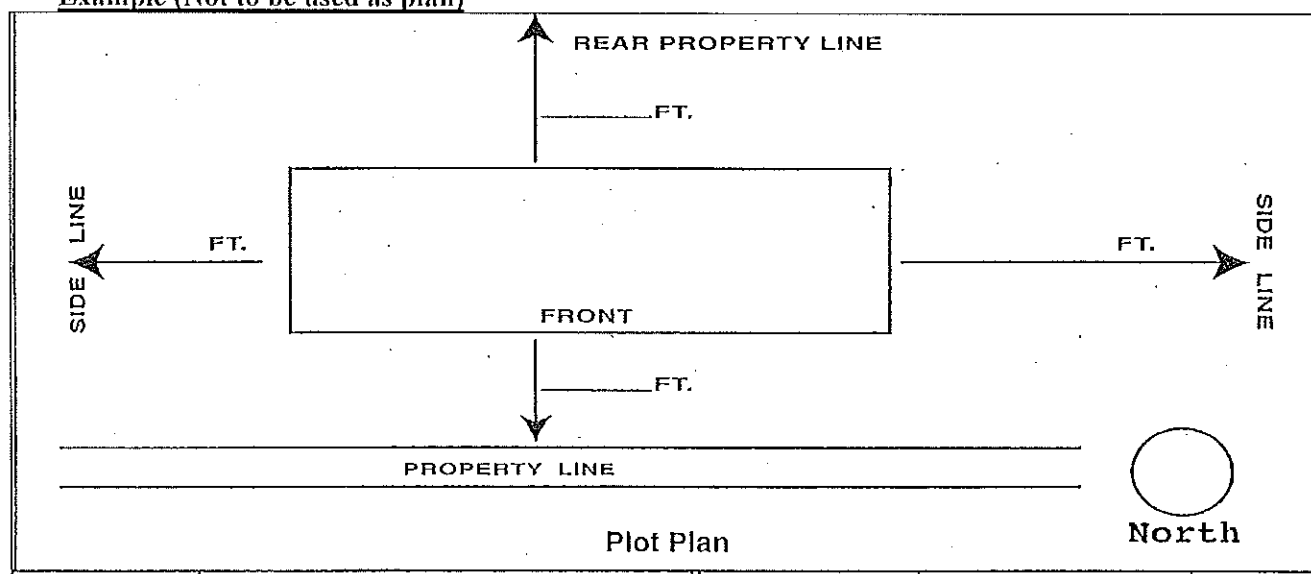 Example (Not to be used as plan)
REAR PROPERTY LINE
FT.
SIDE LINE
FT.
FT.
SIDE LINE
FRONT
FT.
PROPERTY LINE
North
Plot Plan